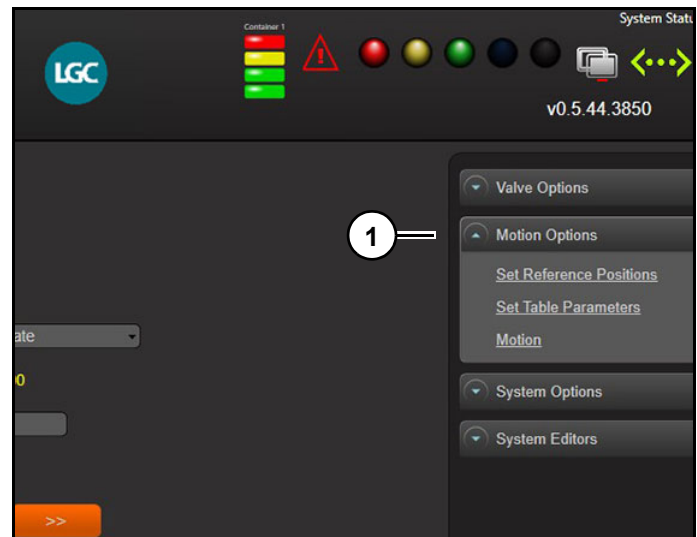 Container 1
System Statu
LGC
v0.5.44.3850
Valve Options
1
Motion Options
Set Reference Positions
Set Table Parameters
Motion
ate
00
System Options
System Editors
>>